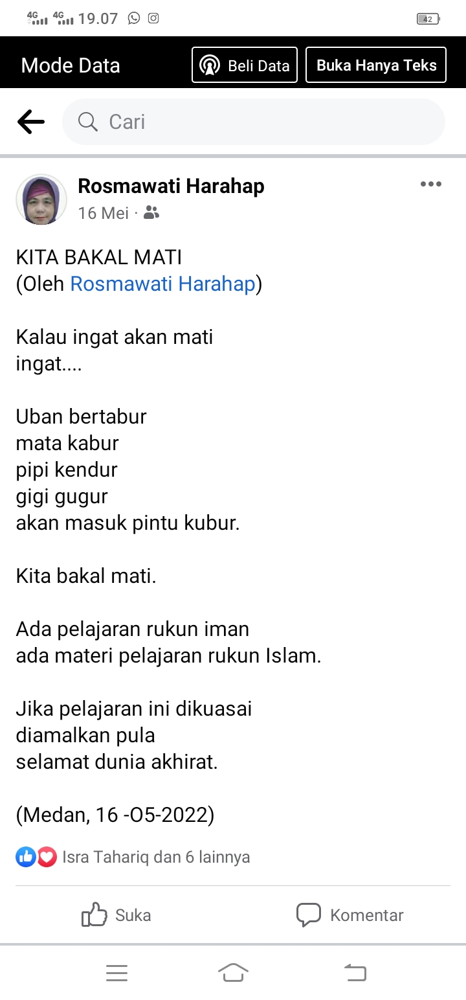 4G 4G 19.07 42
Mode Data Beli Data Buka Hanya Teks
Cari
Rosmawati Harahap
16 Mei ·
KITA BAKAL MATI
(Oleh Rosmawati Harahap)
Kalau ingat akan mati
ingat....
Uban bertabur
mata kabur
pipi kendur
gigi gugur
akan masuk pintu kubur.
Kita bakal mati.
Ada pelajaran rukun iman
ada materi pelajaran rukun Islam.
Jika pelajaran ini dikuasai
diamalkan pula
selamat dunia akhirat.
(Medan, 16 -O5-2022)
Isra Tahariq dan 6 lainnya
Suka Komentar